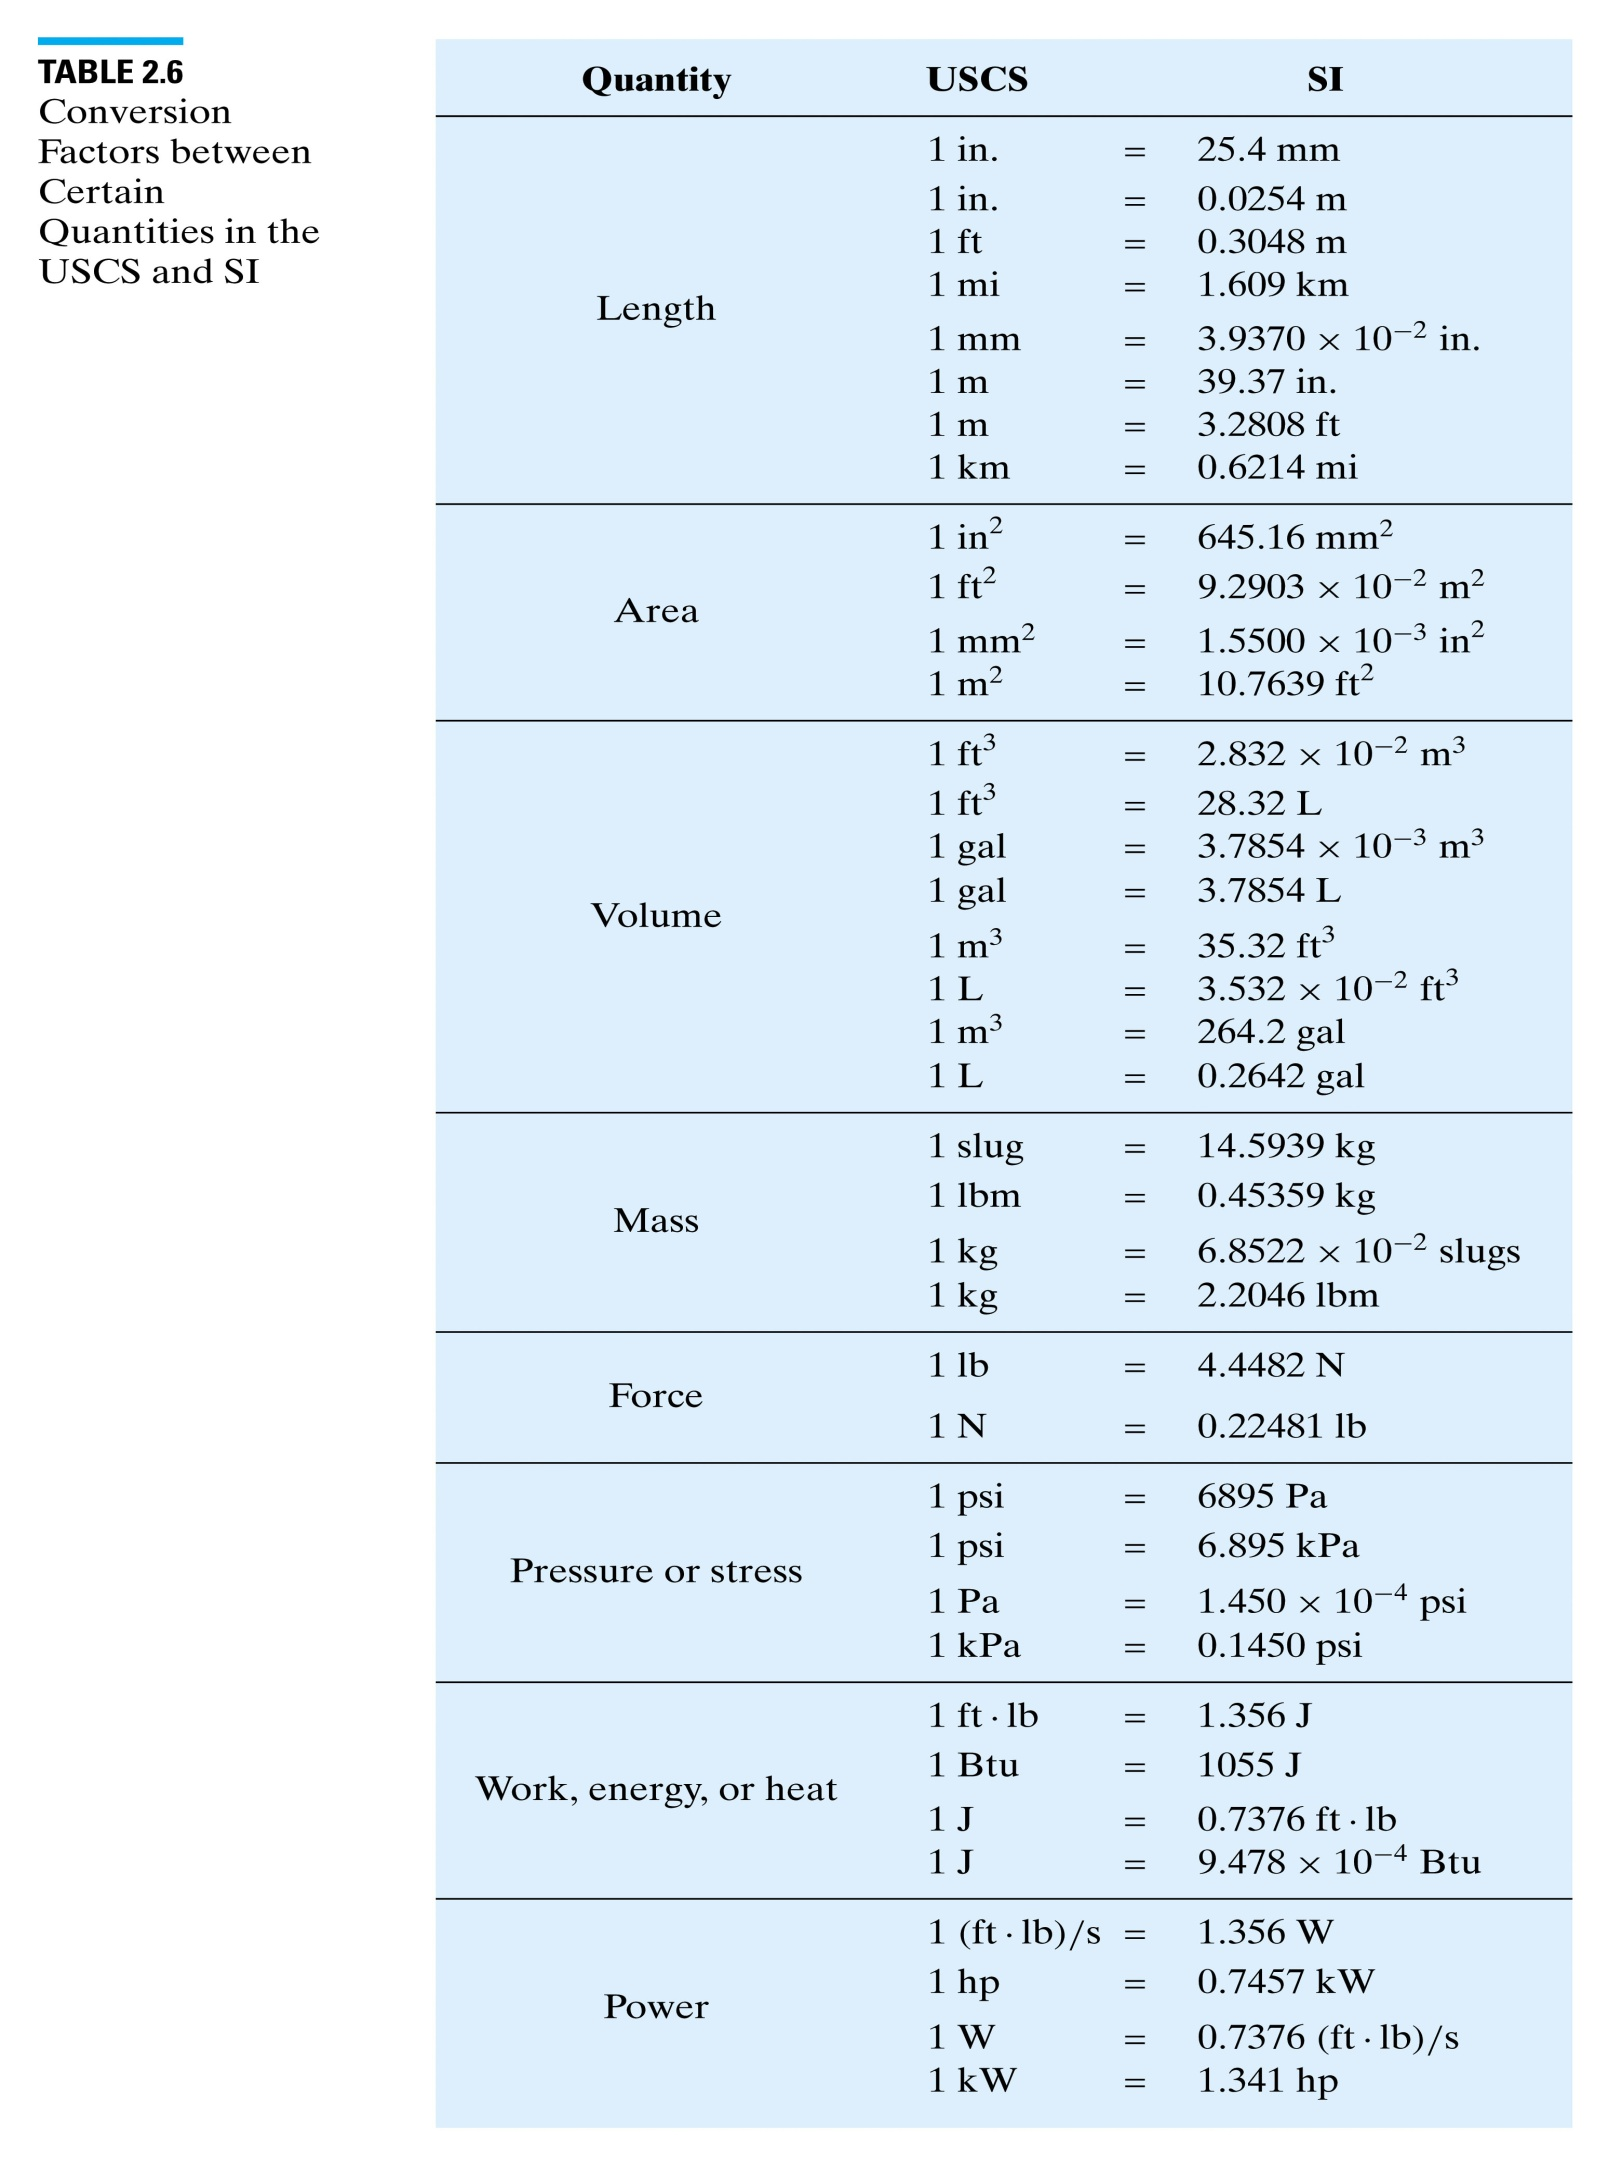 TABLE 2.6
Conversion
Factors between
Certain
Quantities in the
USCS and SI
Quantity USCS SI
Length
1 in. = 25.4 mm
1 in. = 0.0254 m
1 ft = 0.3048 m
1 mi = 1.609 km
1 mm = 3.9370 × 10⁻² in.
1 m = 39.37 in.
1 m = 3.2808 ft
1 km = 0.6214 mi
Area
1 in² = 645.16 mm²
1 ft² = 9.2903 × 10⁻² m²
1 mm² = 1.5500 × 10⁻³ in²
1 m² = 10.7639 ft²
Volume
1 ft³ = 2.832 × 10⁻² m³
1 ft³ = 28.32 L
1 gal = 3.7854 × 10⁻³ m³
1 gal = 3.7854 L
1 m³ = 35.32 ft³
1 L = 3.532 × 10⁻² ft³
1 m³ = 264.2 gal
1 L = 0.2642 gal
Mass
1 slug = 14.5939 kg
1 lbm = 0.45359 kg
1 kg = 6.8522 × 10⁻² slugs
1 kg = 2.2046 lbm
Force
1 lb = 4.4482 N
1 N = 0.22481 lb
Pressure or stress
1 psi = 6895 Pa
1 psi = 6.895 kPa
1 Pa = 1.450 × 10⁻⁴ psi
1 kPa = 0.1450 psi
Work, energy, or heat
1 ft · lb = 1.356 J
1 Btu = 1055 J
1 J = 0.7376 ft · lb
1 J = 9.478 × 10⁻⁴ Btu
Power
1 (ft · lb)/s = 1.356 W
1 hp = 0.7457 kW
1 W = 0.7376 (ft · lb)/s
1 kW = 1.341 hp